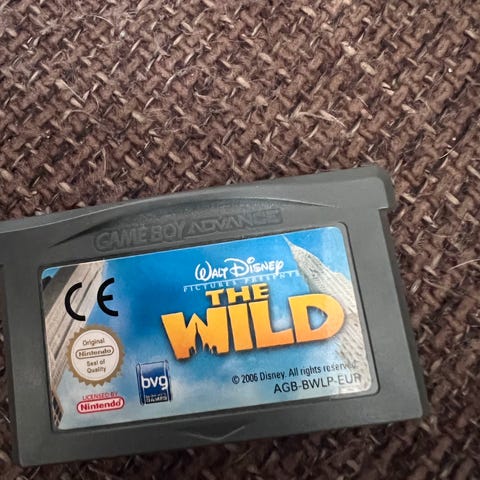 GAME BOY ADVANCE
CE
WALT DISNEY
PICTURES PRESENTS
THE
WILD
Original
Nintendo
Seal of
Quality
LICENSED BY
Nintendo
bvg
© 2006 Disney. All rights reserved.
AGB-BWLP-EUR